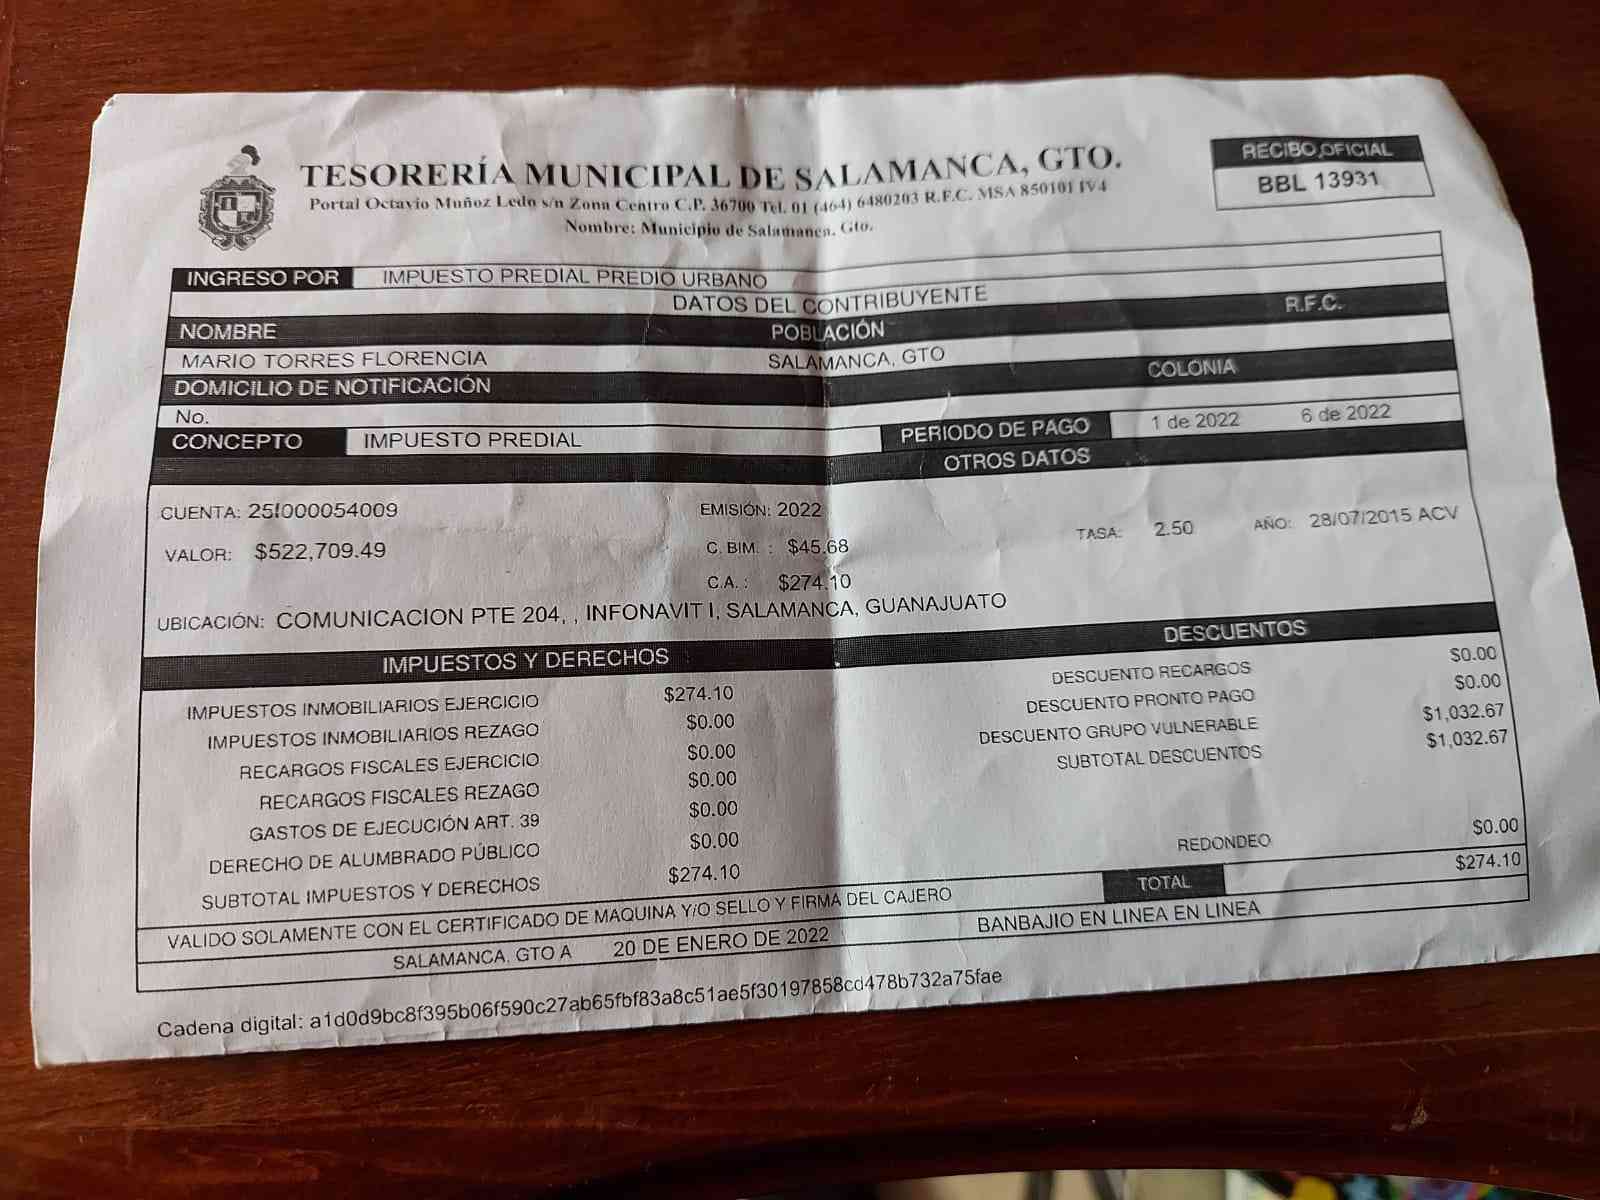 TESORERÍA MUNICIPAL DE SALAMANCA, GTO.
Portal Octavio Muñoz Ledo s/n Zona Centro C.P. 36700 Tel. 01 (464) 6480203 R.F.C. MSA 850101 IV4
Nombre: Municipio de Salamanca, Gto.
RECIBO OFICIAL
BBL 13931
INGRESO POR IMPUESTO PREDIAL PREDIO URBANO
DATOS DEL CONTRIBUYENTE
NOMBRE POBLACIÓN R.F.C.
MARIO TORRES FLORENCIA SALAMANCA, GTO
DOMICILIO DE NOTIFICACIÓN COLONIA
No.
CONCEPTO IMPUESTO PREDIAL PERIODO DE PAGO 1 de 2022 6 de 2022
OTROS DATOS
CUENTA: 25I000054009 EMISIÓN: 2022 TASA: 2.50 AÑO: 28/07/2015 ACV
VALOR: $522,709.49 C. BIM. : $45.68
C.A. : $274.10
UBICACIÓN: COMUNICACION PTE 204, , INFONAVIT I, SALAMANCA, GUANAJUATO
IMPUESTOS Y DERECHOS DESCUENTOS
IMPUESTOS INMOBILIARIOS EJERCICIO $274.10 DESCUENTO RECARGOS $0.00
IMPUESTOS INMOBILIARIOS REZAGO $0.00 DESCUENTO PRONTO PAGO $0.00
RECARGOS FISCALES EJERCICIO $0.00 DESCUENTO GRUPO VULNERABLE $1,032.67
RECARGOS FISCALES REZAGO $0.00 SUBTOTAL DESCUENTOS $1,032.67
GASTOS DE EJECUCIÓN ART. 39 $0.00
DERECHO DE ALUMBRADO PÚBLICO $0.00 REDONDEO $0.00
SUBTOTAL IMPUESTOS Y DERECHOS $274.10 TOTAL $274.10
VALIDO SOLAMENTE CON EL CERTIFICADO DE MAQUINA Y/O SELLO Y FIRMA DEL CAJERO
SALAMANCA, GTO A 20 DE ENERO DE 2022 BANBAJIO EN LINEA EN LINEA
Cadena digital: a1d0d9bc8f395b06f590c27ab65fbf83a8c51ae5f30197858cd478b732a75fae